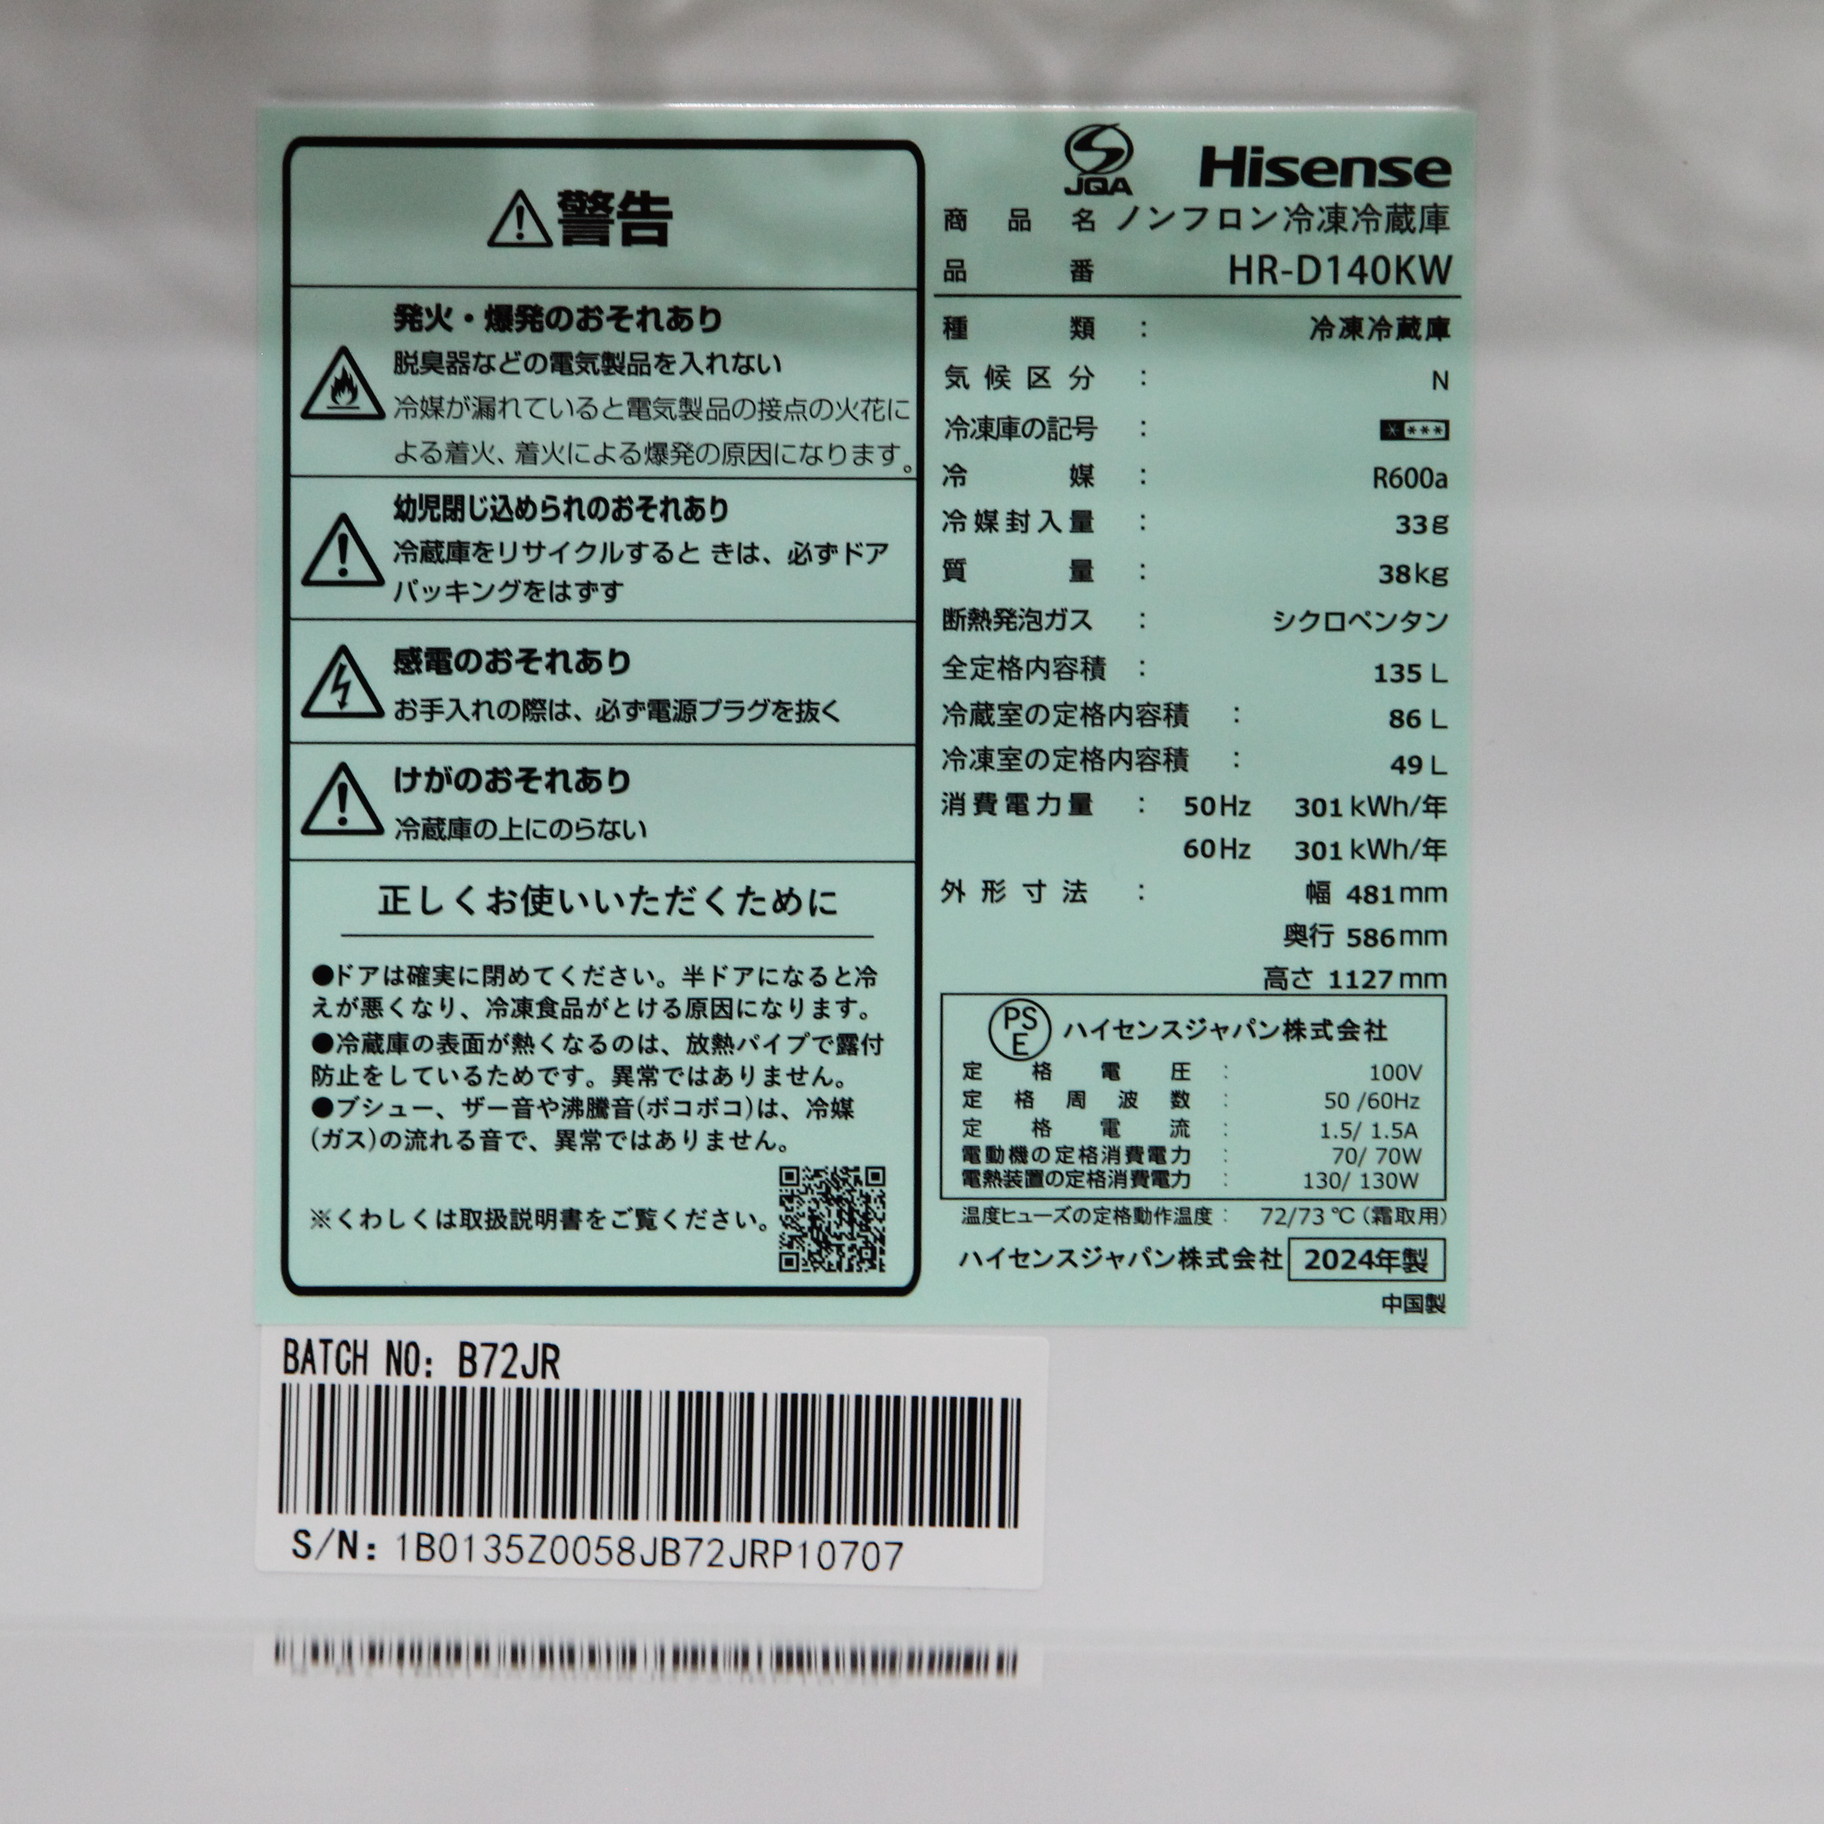 警告
発火・爆発のおそれあり
脱臭器などの電気製品を入れない
冷媒が漏れていると電気製品の接点の火花に
よる着火、着火による爆発の原因になります。
幼児閉じ込められのおそれあり
冷蔵庫をリサイクルすると きは、必ずドア
パッキングをはずす
感電のおそれあり
お手入れの際は、必ず電源プラグを抜く
けがのおそれあり
冷蔵庫の上にのらない
正しくお使いいただくために
●ドアは確実に閉めてください。半ドアになると冷
えが悪くなり、冷凍食品がとける原因になります。
●冷蔵庫の表面が熱くなるのは、放熱パイプで露付
防止をしているためです。異常ではありません。
●ブシュー、ザー音や沸騰音(ボコボコ)は、冷媒
(ガス)の流れる音で、異常ではありません。
※くわしくは取扱説明書をご覧ください。
JQA Hisense
商品名 ノンフロン冷凍冷蔵庫
品番 HR-D140KW
種類 : 冷凍冷蔵庫
気候区分 : N
冷凍庫の記号 : * ***
冷媒 : R600a
冷媒封入量 : 33g
質量 : 38kg
断熱発泡ガス : シクロペンタン
全定格内容積 : 135 L
冷蔵室の定格内容積 : 86 L
冷凍室の定格内容積 : 49 L
消費電力量 : 50Hz 301 kWh/年
60Hz 301 kWh/年
外形寸法 : 幅 481mm
奥行 586mm
高さ 1127mm
PSE ハイセンスジャパン株式会社
定格電圧 : 100V
定格周波数 : 50 /60Hz
定格電流 : 1.5/ 1.5A
電動機の定格消費電力 : 70/ 70W
電熱装置の定格消費電力 : 130/ 130W
温度ヒューズの定格動作温度 : 72/73 ℃ (霜取用)
ハイセンスジャパン株式会社 2024年製
中国製
BATCH NO: B72JR
S/N: 1B0135Z0058JB72JRP10707